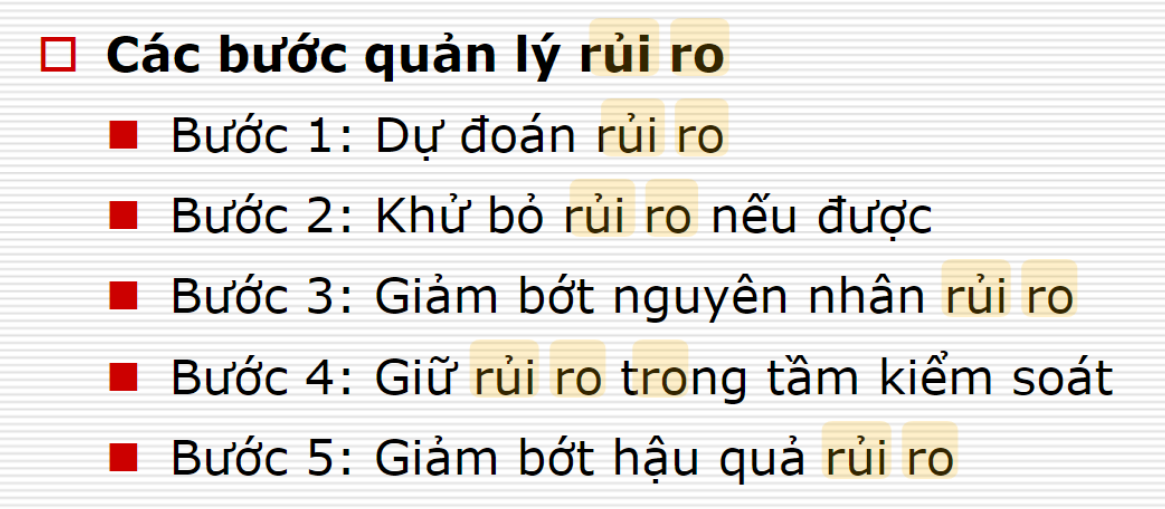 Các bước quản lý rủi ro
Bước 1: Dự đoán rủi ro
Bước 2: Khử bỏ rủi ro nếu được
Bước 3: Giảm bớt nguyên nhân rủi ro
Bước 4: Giữ rủi ro trong tầm kiểm soát
Bước 5: Giảm bớt hậu quả rủi ro